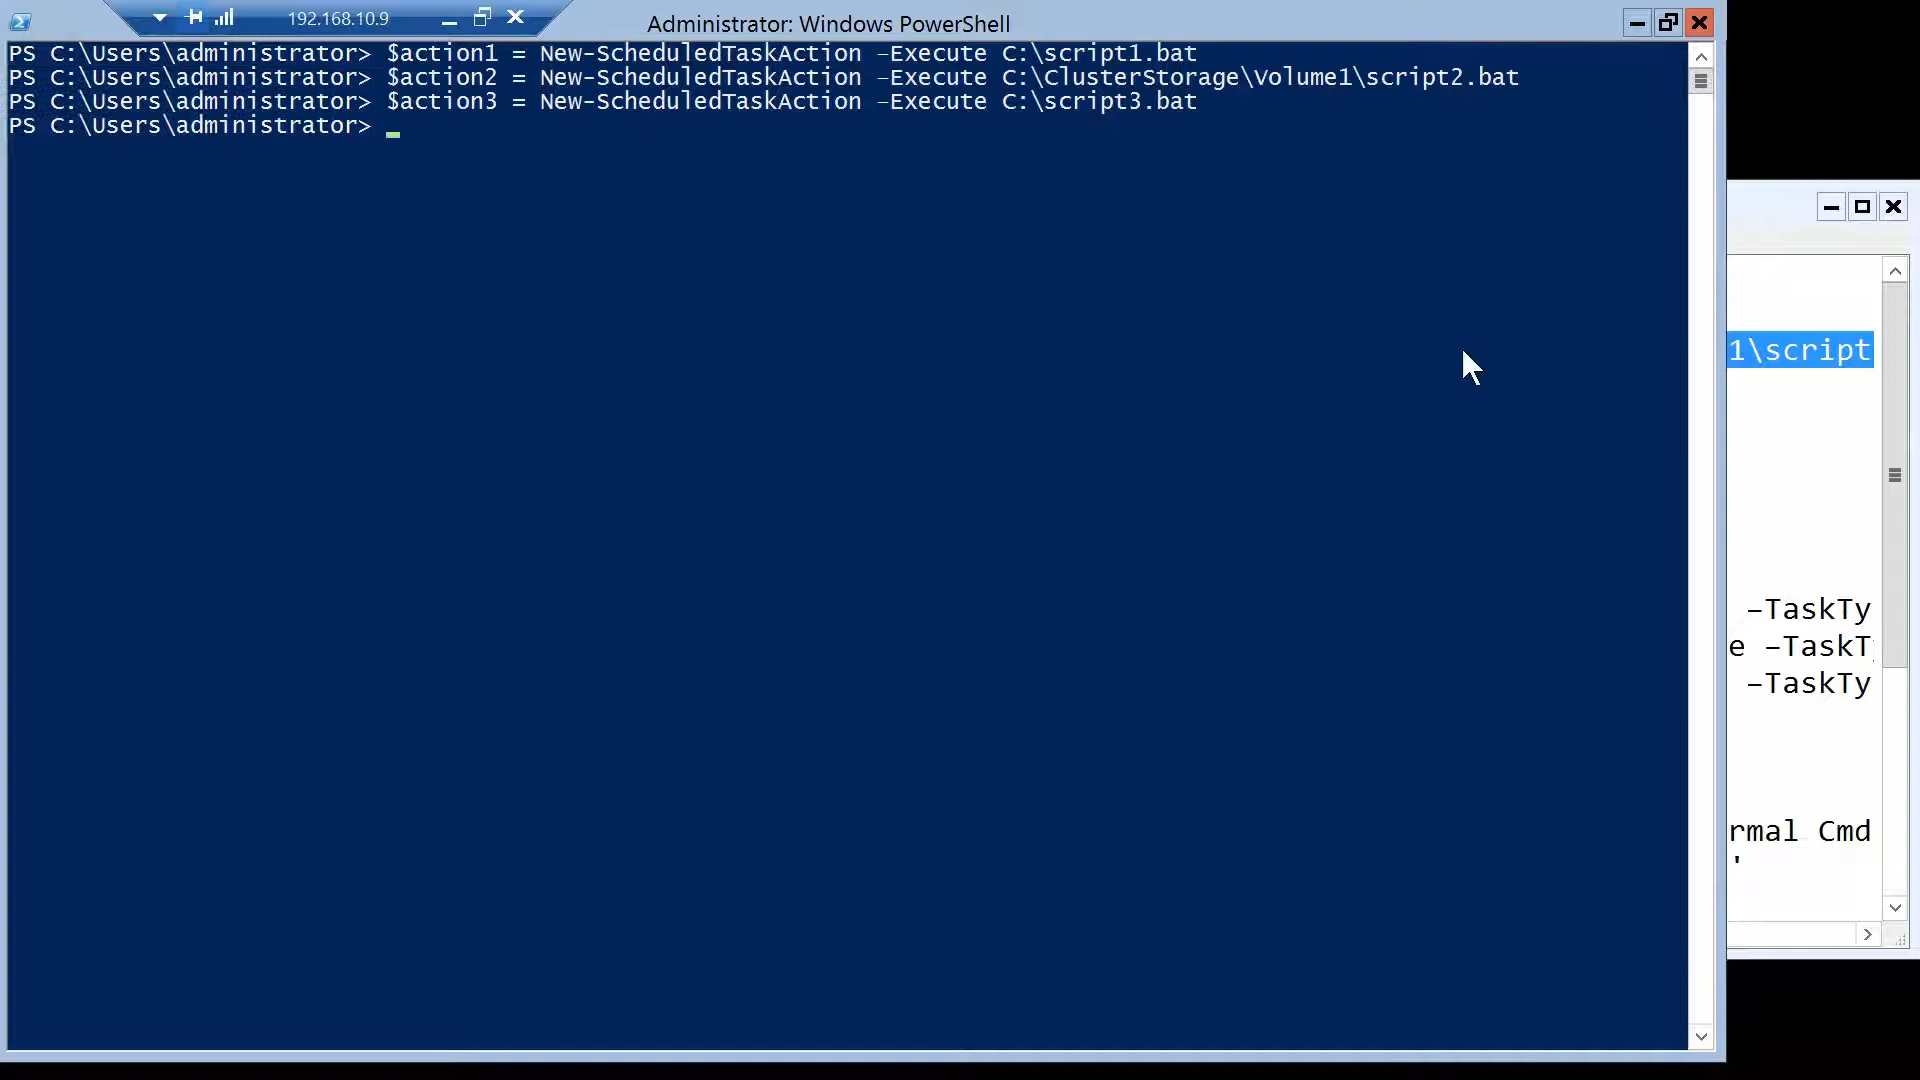 192.168.10.9
Administrator: Windows PowerShell
PS C:\Users\administrator> $action1 = New-ScheduledTaskAction –Execute C:\script1.bat
PS C:\Users\administrator> $action2 = New-ScheduledTaskAction –Execute C:\ClusterStorage\Volume1\script2.bat
PS C:\Users\administrator> $action3 = New-ScheduledTaskAction –Execute C:\script3.bat
PS C:\Users\administrator>
1\script
–TaskTy
e –TaskT
–TaskTy
rmal Cmd
'